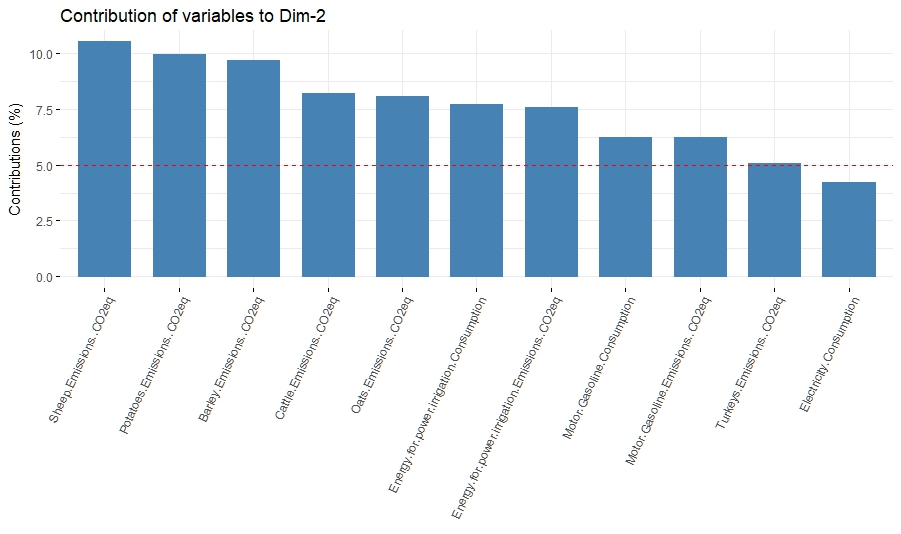 Contribution of variables to Dim-2
Contributions (%)
10.0
7.5
5.0
2.5
0.0
Sheep.Emissions..CO2eq
Potatoes.Emissions..CO2eq
Barley.Emissions..CO2eq
Cattle.Emissions..CO2eq
Oats.Emissions..CO2eq
Energy.for.power.irrigation.Consumption
Energy.for.power.irrigation.Emissions..CO2eq
Motor.Gasoline.Consumption
Motor.Gasoline.Emissions..CO2eq
Turkeys.Emissions..CO2eq
Electricity.Consumption